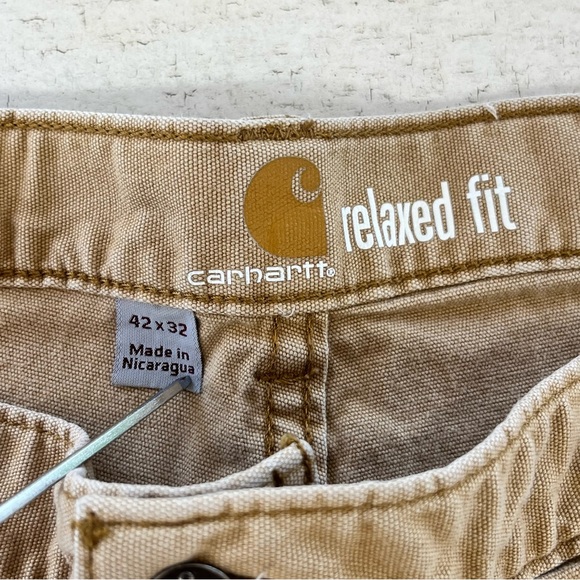 relaxed fit
carhartt®
42 x 32
Made in
Nicaragua